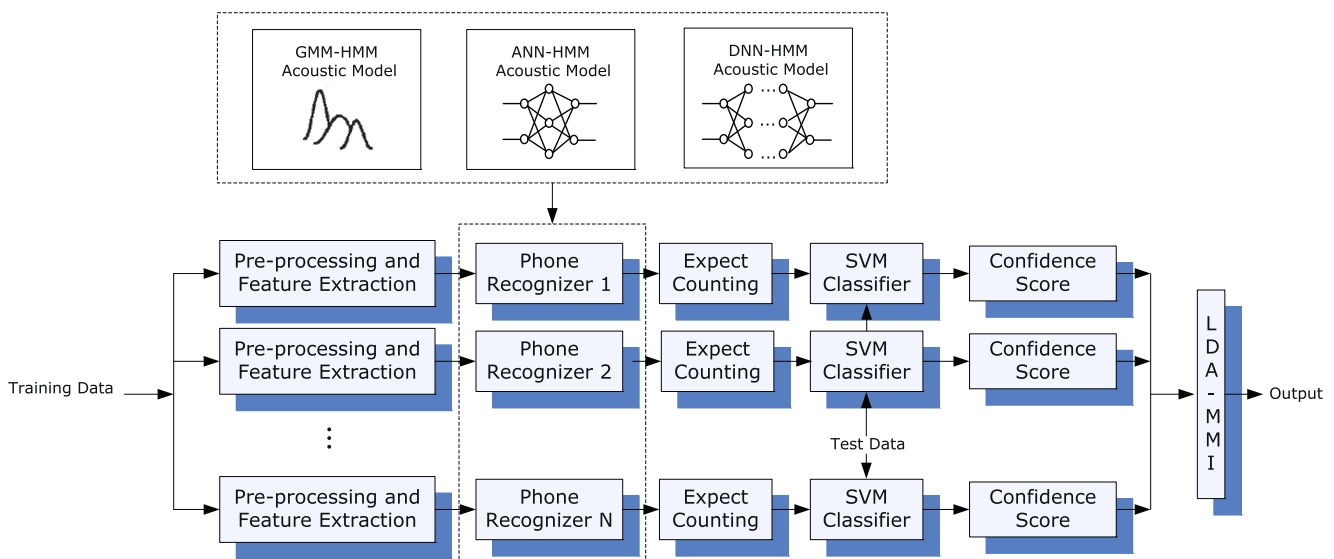 GMM-HMM
Acoustic Model
ANN-HMM
Acoustic Model
DNN-HMM
Acoustic Model
Pre-processing and
Feature Extraction
Phone
Recognizer 1
Expect
Counting
SVM
Classifier
Confidence
Score
Pre-processing and
Feature Extraction
Phone
Recognizer 2
Expect
Counting
SVM
Classifier
Confidence
Score
Training Data
Test Data
Pre-processing and
Feature Extraction
Phone
Recognizer N
Expect
Counting
SVM
Classifier
Confidence
Score
LDA-MMI
Output